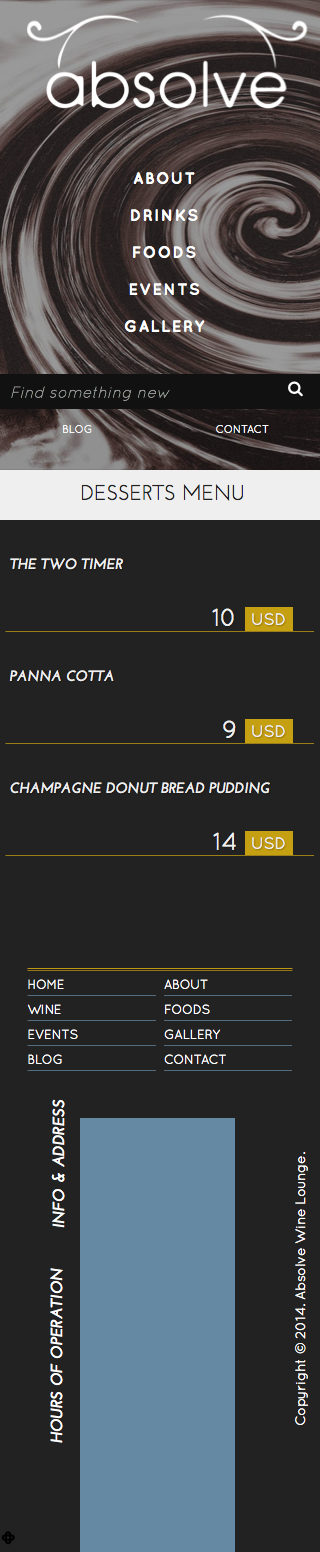 absolve
ABOUT
DRINKS
FOODS
EVENTS
GALLERY
Find something new
BLOG CONTACT
DESSERTS MENU
THE TWO TIMER
10 USD
PANNA COTTA
9 USD
CHAMPAGNE DONUT BREAD PUDDING
14 USD
HOME ABOUT
WINE FOODS
EVENTS GALLERY
BLOG CONTACT
INFO & ADDRESS
HOURS OF OPERATION
Copyright © 2014. Absolve Wine Lounge.